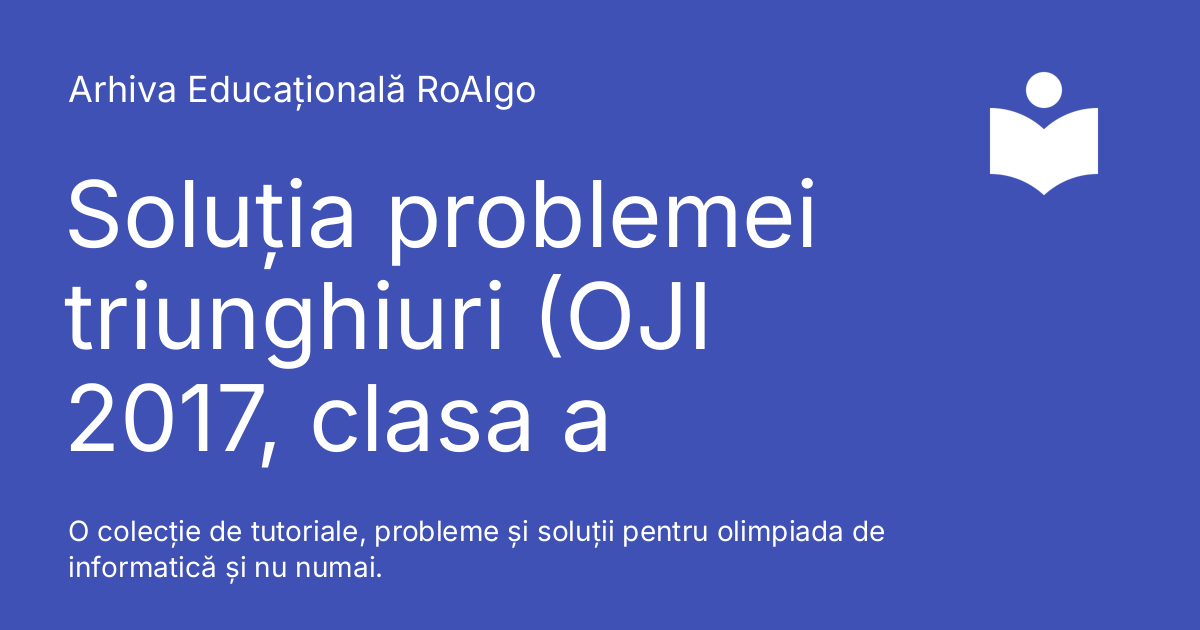 Arhiva Educațională RoAlgo
Soluția problemei
triunghiuri (OJI
2017, clasa a
O colecție de tutoriale, probleme și soluții pentru olimpiada de
informatică și nu numai.